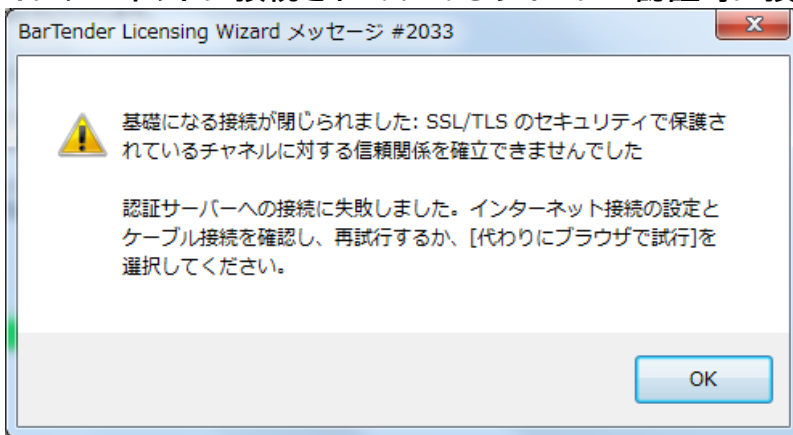 BarTender Licensing Wizard メッセージ #2033
基礎になる接続が閉じられました: SSL/TLS のセキュリティで保護さ
れているチャネルに対する信頼関係を確立できませんでした
認証サーバーへの接続に失敗しました。インターネット接続の設定と
ケーブル接続を確認し、再試行するか、[代わりにブラウザで試行]を
選択してください。
OK